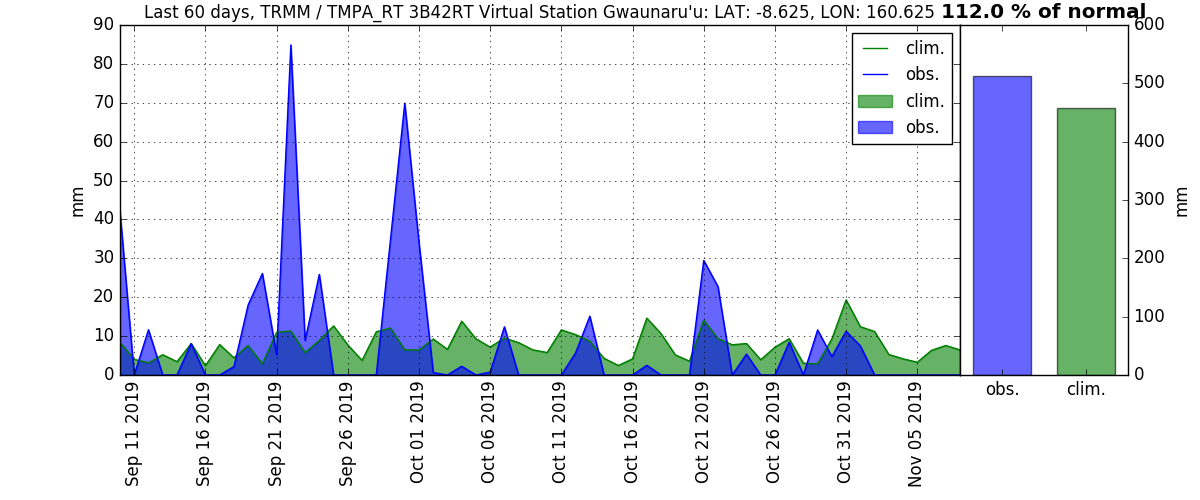 Last 60 days, TRMM / TMPA_RT 3B42RT Virtual Station Gwaunaru'u: LAT: -8.625, LON: 160.625 112.0 % of normal
90
80
70
60
50
40
30
20
10
0
mm
clim.
obs.
clim.
obs.
Sep 11 2019
Sep 16 2019
Sep 21 2019
Sep 26 2019
Oct 01 2019
Oct 06 2019
Oct 11 2019
Oct 16 2019
Oct 21 2019
Oct 26 2019
Oct 31 2019
Nov 05 2019
600
500
400
300
200
100
0
mm
obs.
clim.